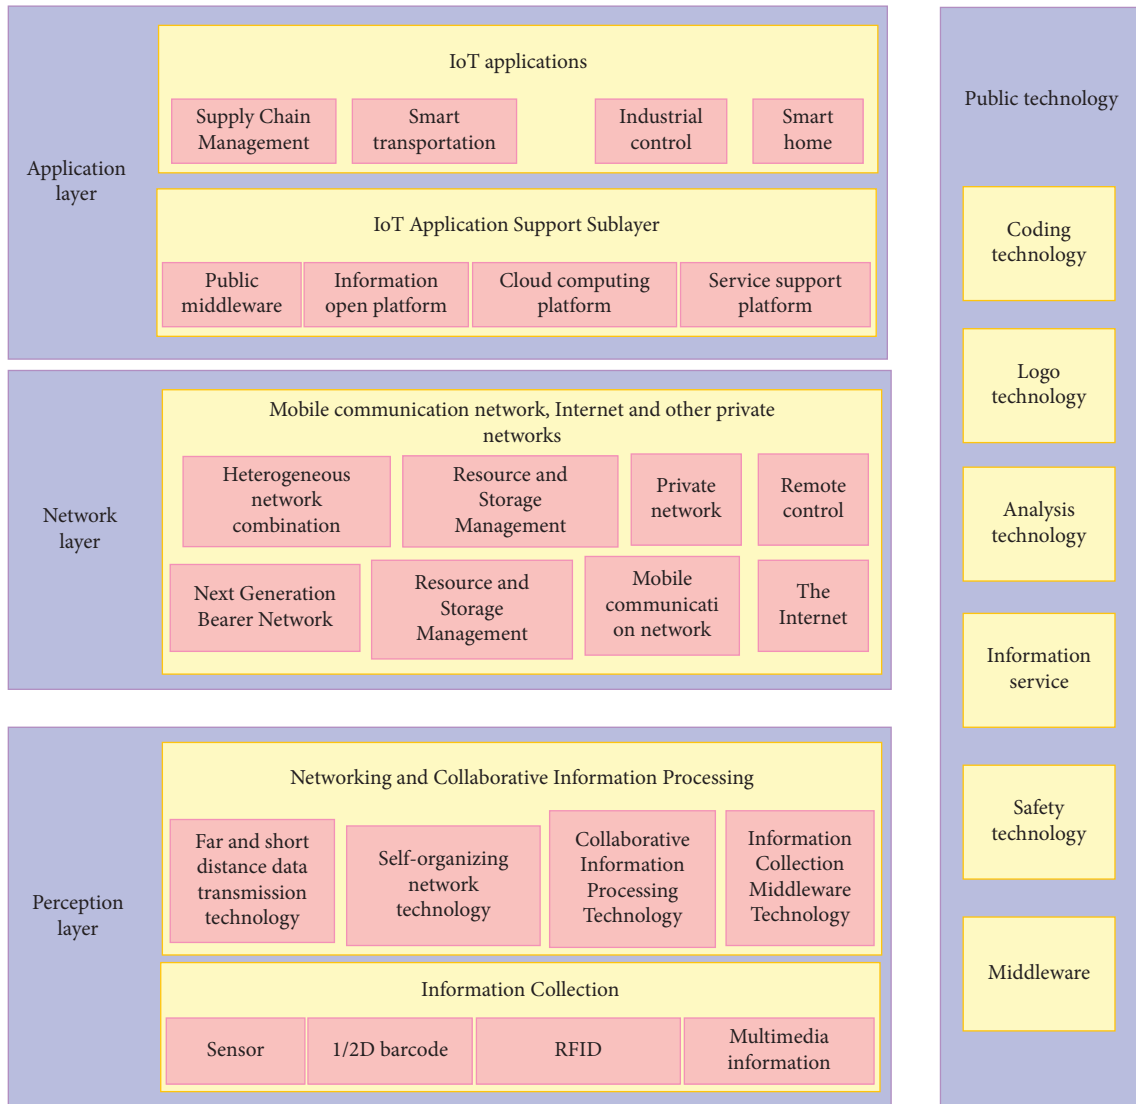 IoT applications
Supply Chain
Management
Smart
transportation
Industrial
control
Smart
home
Application
layer
IoT Application Support Sublayer
Public
middleware
Information
open platform
Cloud computing
platform
Service support
platform
Mobile communication network, Internet and other private
networks
Heterogeneous
network
combination
Resource and
Storage
Management
Private
network
Remote
control
Network
layer
Next Generation
Bearer Network
Resource and
Storage
Management
Mobile
communicati
on network
The
Internet
Networking and Collaborative Information Processing
Far and short
distance data
transmission
technology
Self-organizing
network
technology
Collaborative
Information
Processing
Technology
Information
Collection
Middleware
Technology
Perception
layer
Information Collection
Sensor
1/2D barcode
RFID
Multimedia
information
Public technology
Coding
technology
Logo
technology
Analysis
technology
Information
service
Safety
technology
Middleware